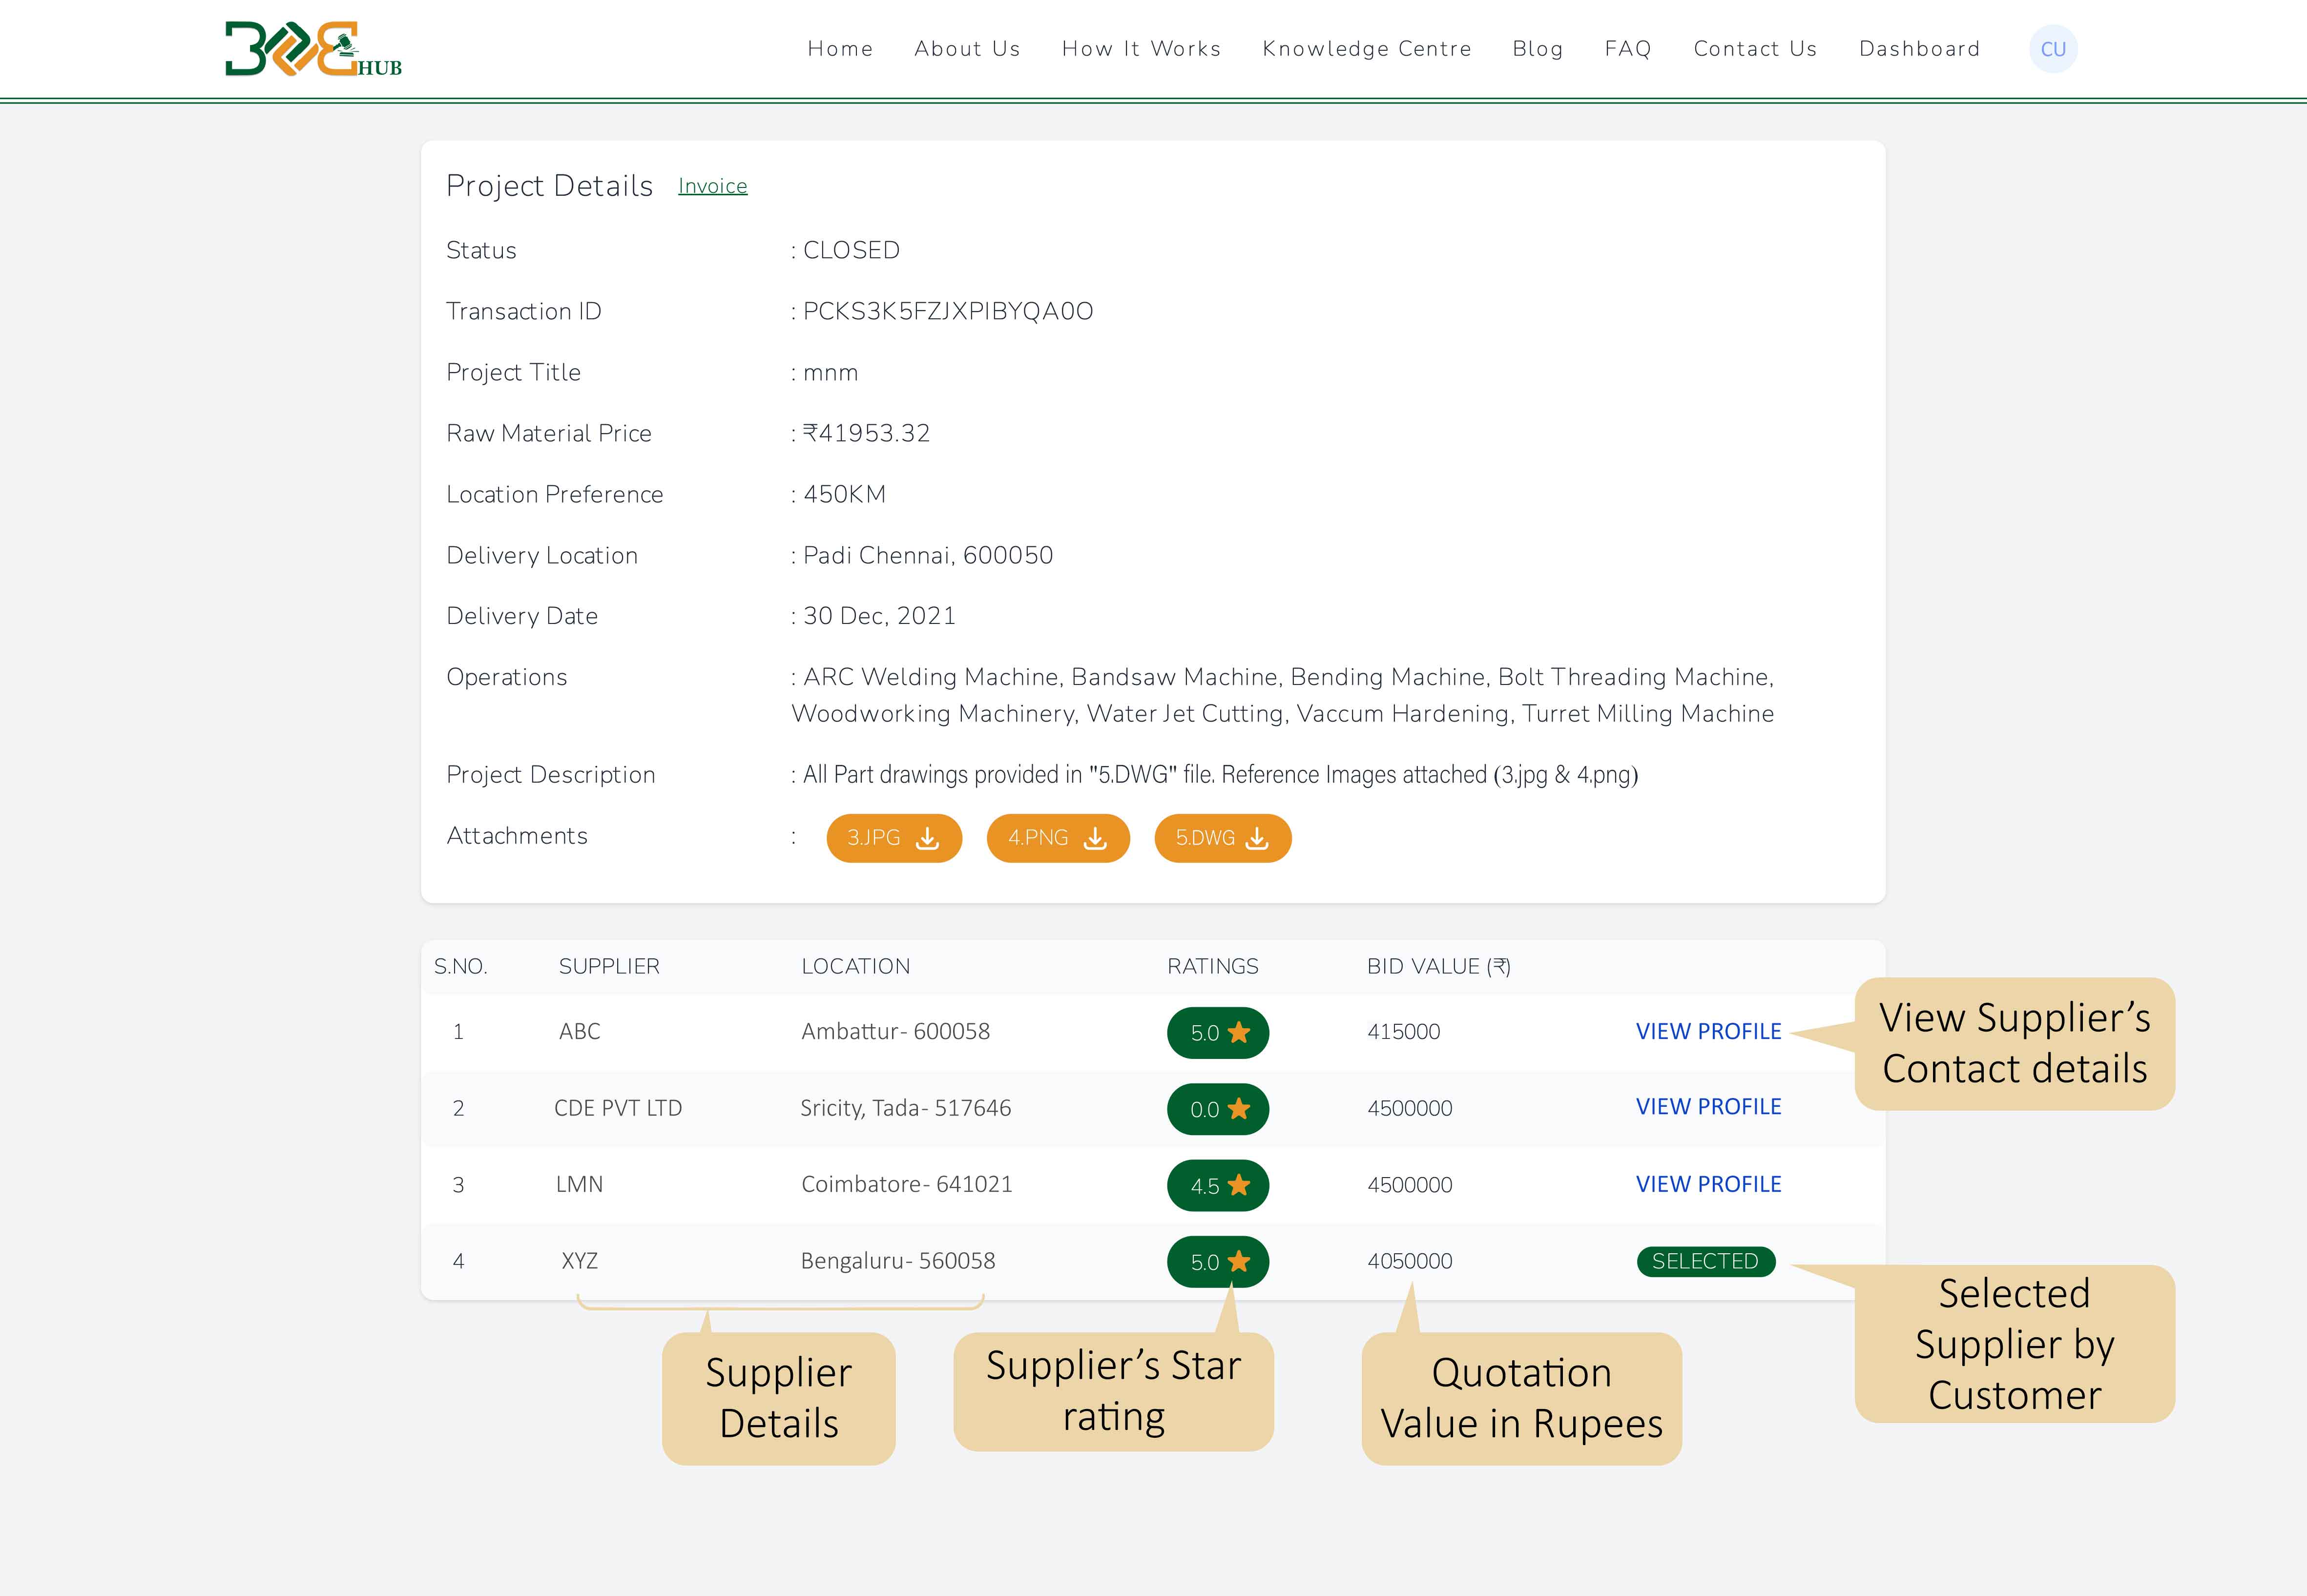 HUB
Home About Us How It Works Knowledge Centre Blog FAQ Contact Us Dashboard CU
Project Details Invoice
Status : CLOSED
Transaction ID : PCKS3K5FZJXPIBYQA0O
Project Title : mnm
Raw Material Price : ₹41953.32
Location Preference : 450KM
Delivery Location : Padi Chennai, 600050
Delivery Date : 30 Dec, 2021
Operations : ARC Welding Machine, Bandsaw Machine, Bending Machine, Bolt Threading Machine,
Woodworking Machinery, Water Jet Cutting, Vaccum Hardening, Turret Milling Machine
Project Description : All Part drawings provided in "5.DWG" file. Reference Images attached (3.jpg & 4.png)
Attachments : 3.JPG 4.PNG 5.DWG
S.NO. SUPPLIER LOCATION RATINGS BID VALUE (₹)
1 ABC Ambattur- 600058 5.0 415000 VIEW PROFILE
2 CDE PVT LTD Sricity, Tada- 517646 0.0 4500000 VIEW PROFILE
3 LMN Coimbatore- 641021 4.5 4500000 VIEW PROFILE
4 XYZ Bengaluru- 560058 5.0 4050000 SELECTED
View Supplier’s
Contact details
Selected
Supplier by
Customer
Supplier
Details
Supplier’s Star
rating
Quotation
Value in Rupees